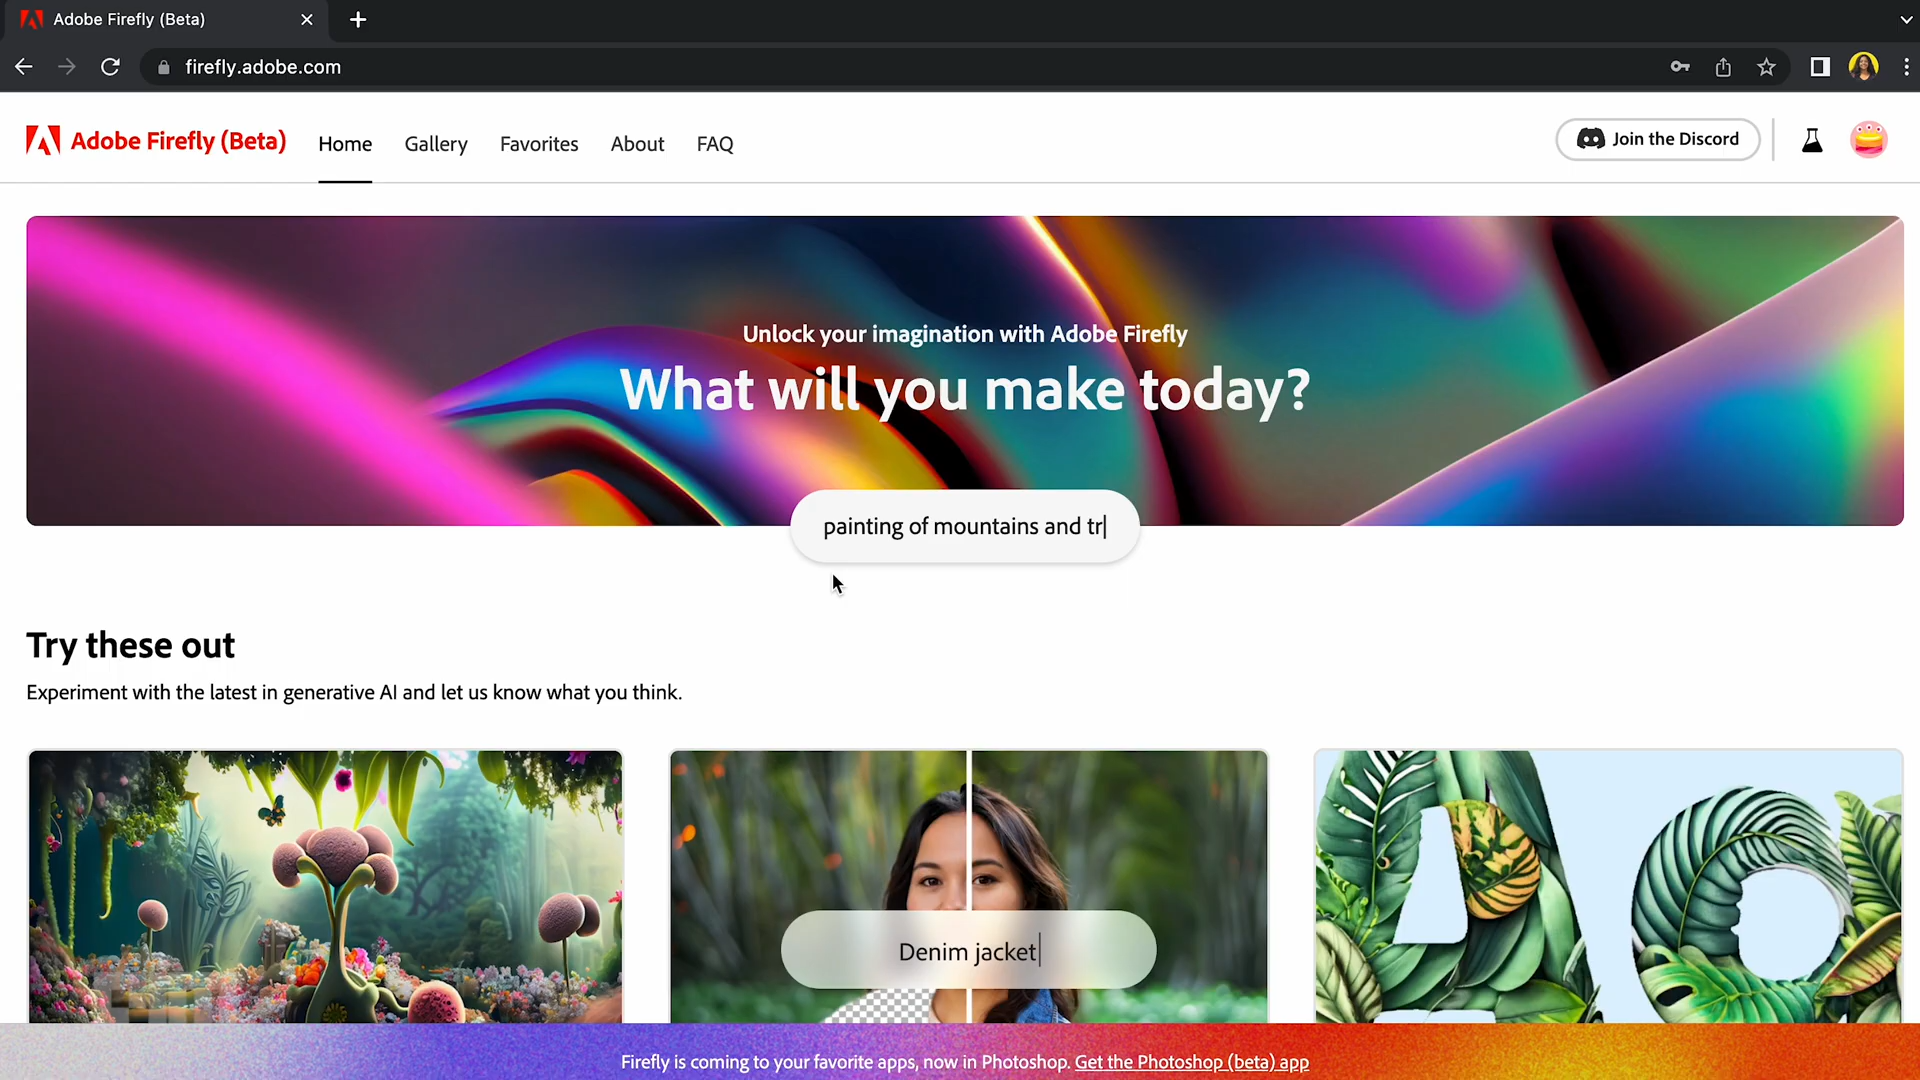 Adobe Firefly (Beta)
firefly.adobe.com
Adobe Firefly (Beta)
Home
Gallery
Favorites
About
FAQ
Join the Discord
Unlock your imagination with Adobe Firefly
What will you make today?
painting of mountains and tr
Try these out
Experiment with the latest in generative AI and let us know what you think.
Denim jacket
Firefly is coming to your favorite apps, now in Photoshop. Get the Photoshop (beta) app